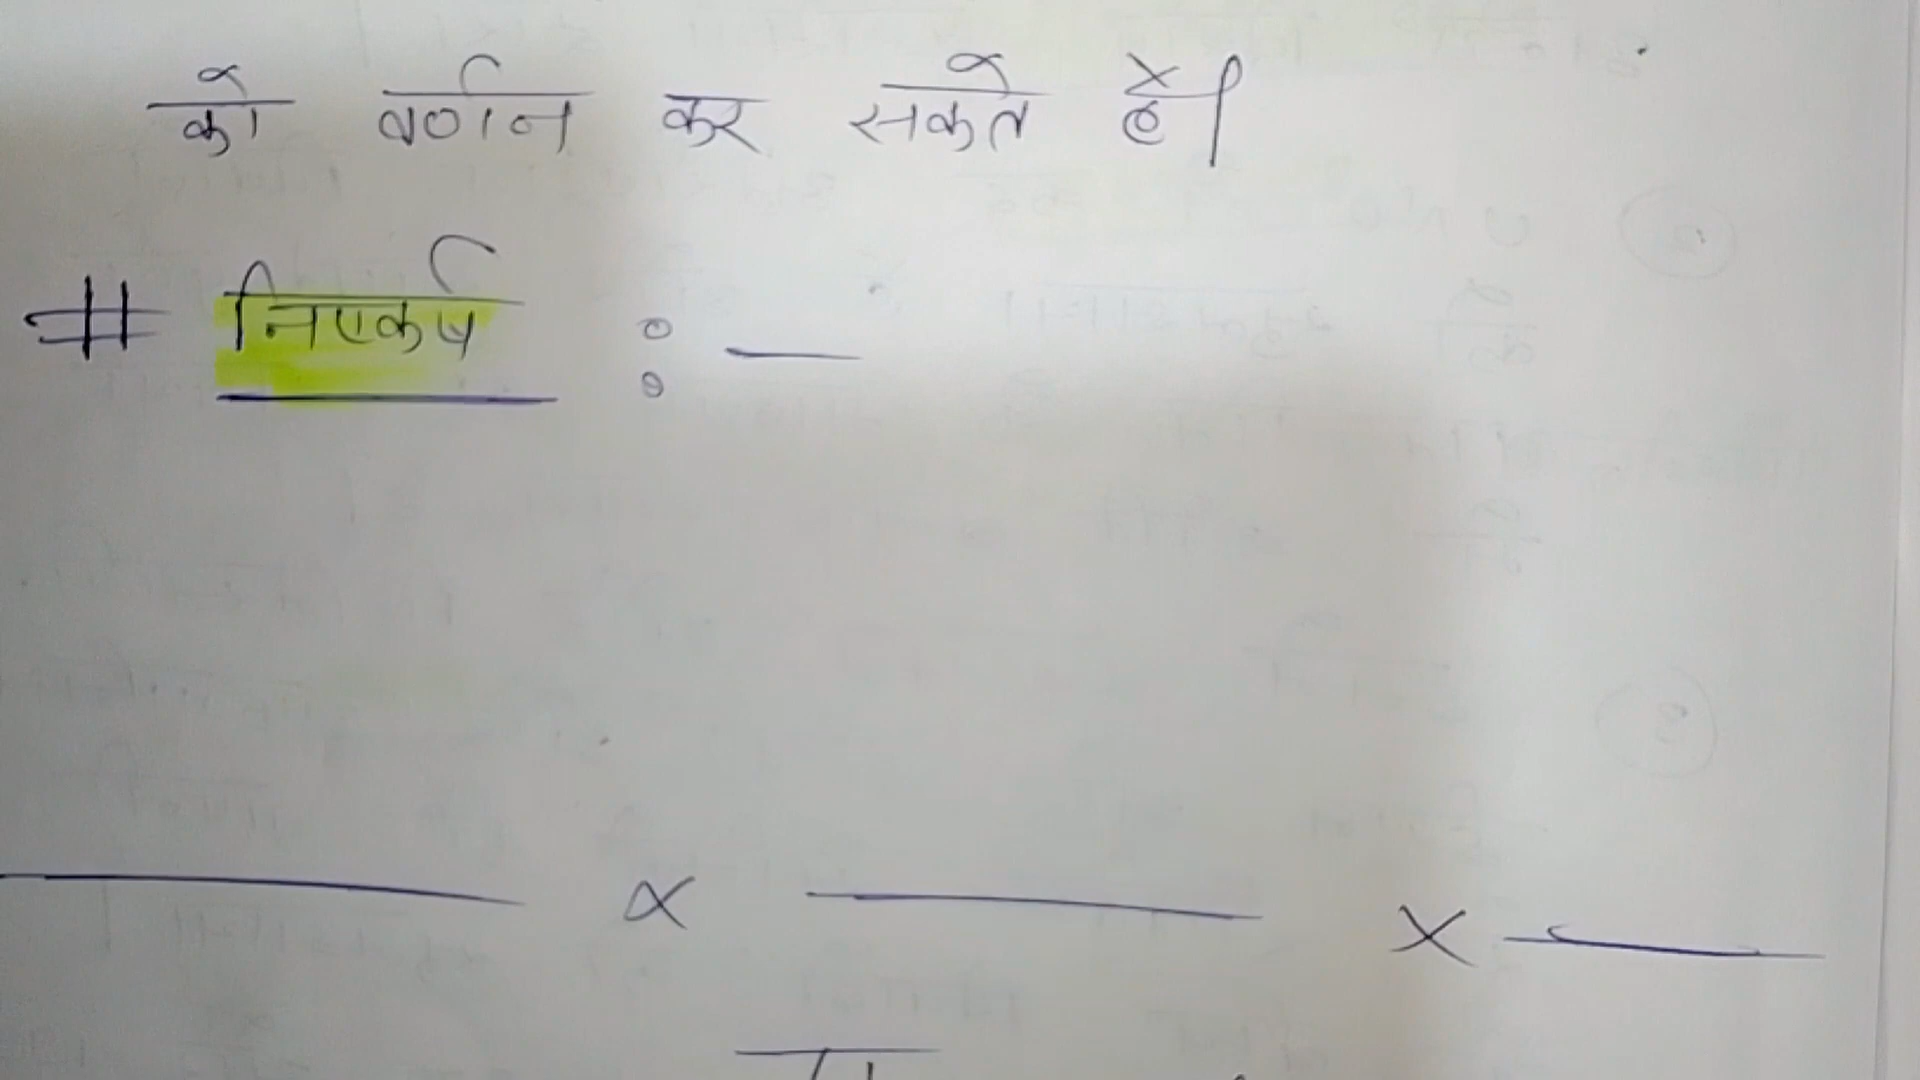 को वर्णन कर सकते हैं।
# निष्कर्ष :—
— × — × —